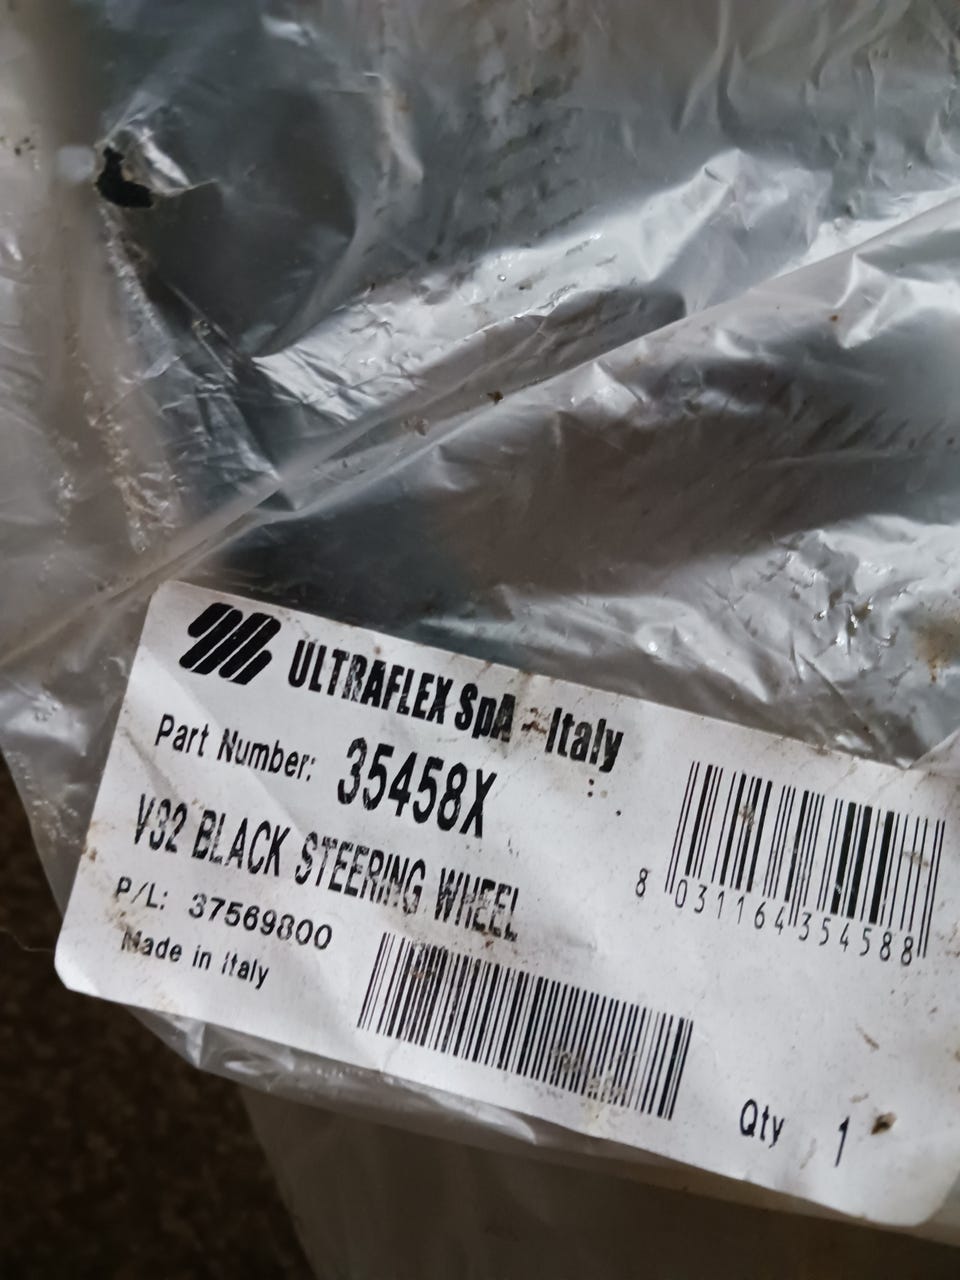 ULTRAFLEX SpA - Italy
Part Number: 35458X
V32 BLACK STEERING WHEEL
P/L: 37569800
Made in Italy
8 031164 354588
Qty 1